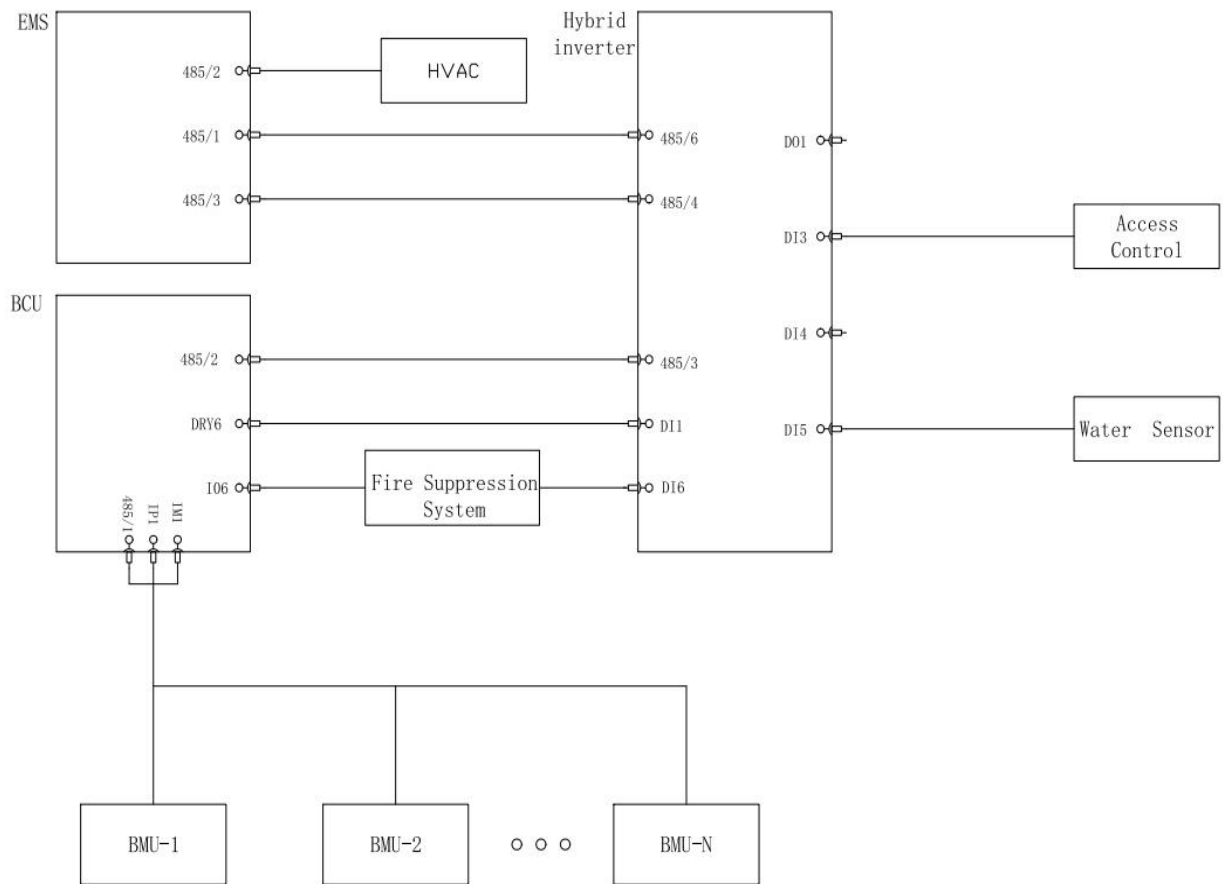 EMS
485/2
HVAC
485/1
485/3
Hybrid
inverter
485/6
485/4
DO1
DI3
Access
Control
DI4
BCU
485/2
485/3
DRY6
DI1
DI5
Water Sensor
IO6
Fire Suppression
System
DI6
485/1
IP1
IM1
BMU-1
BMU-2
BMU-N